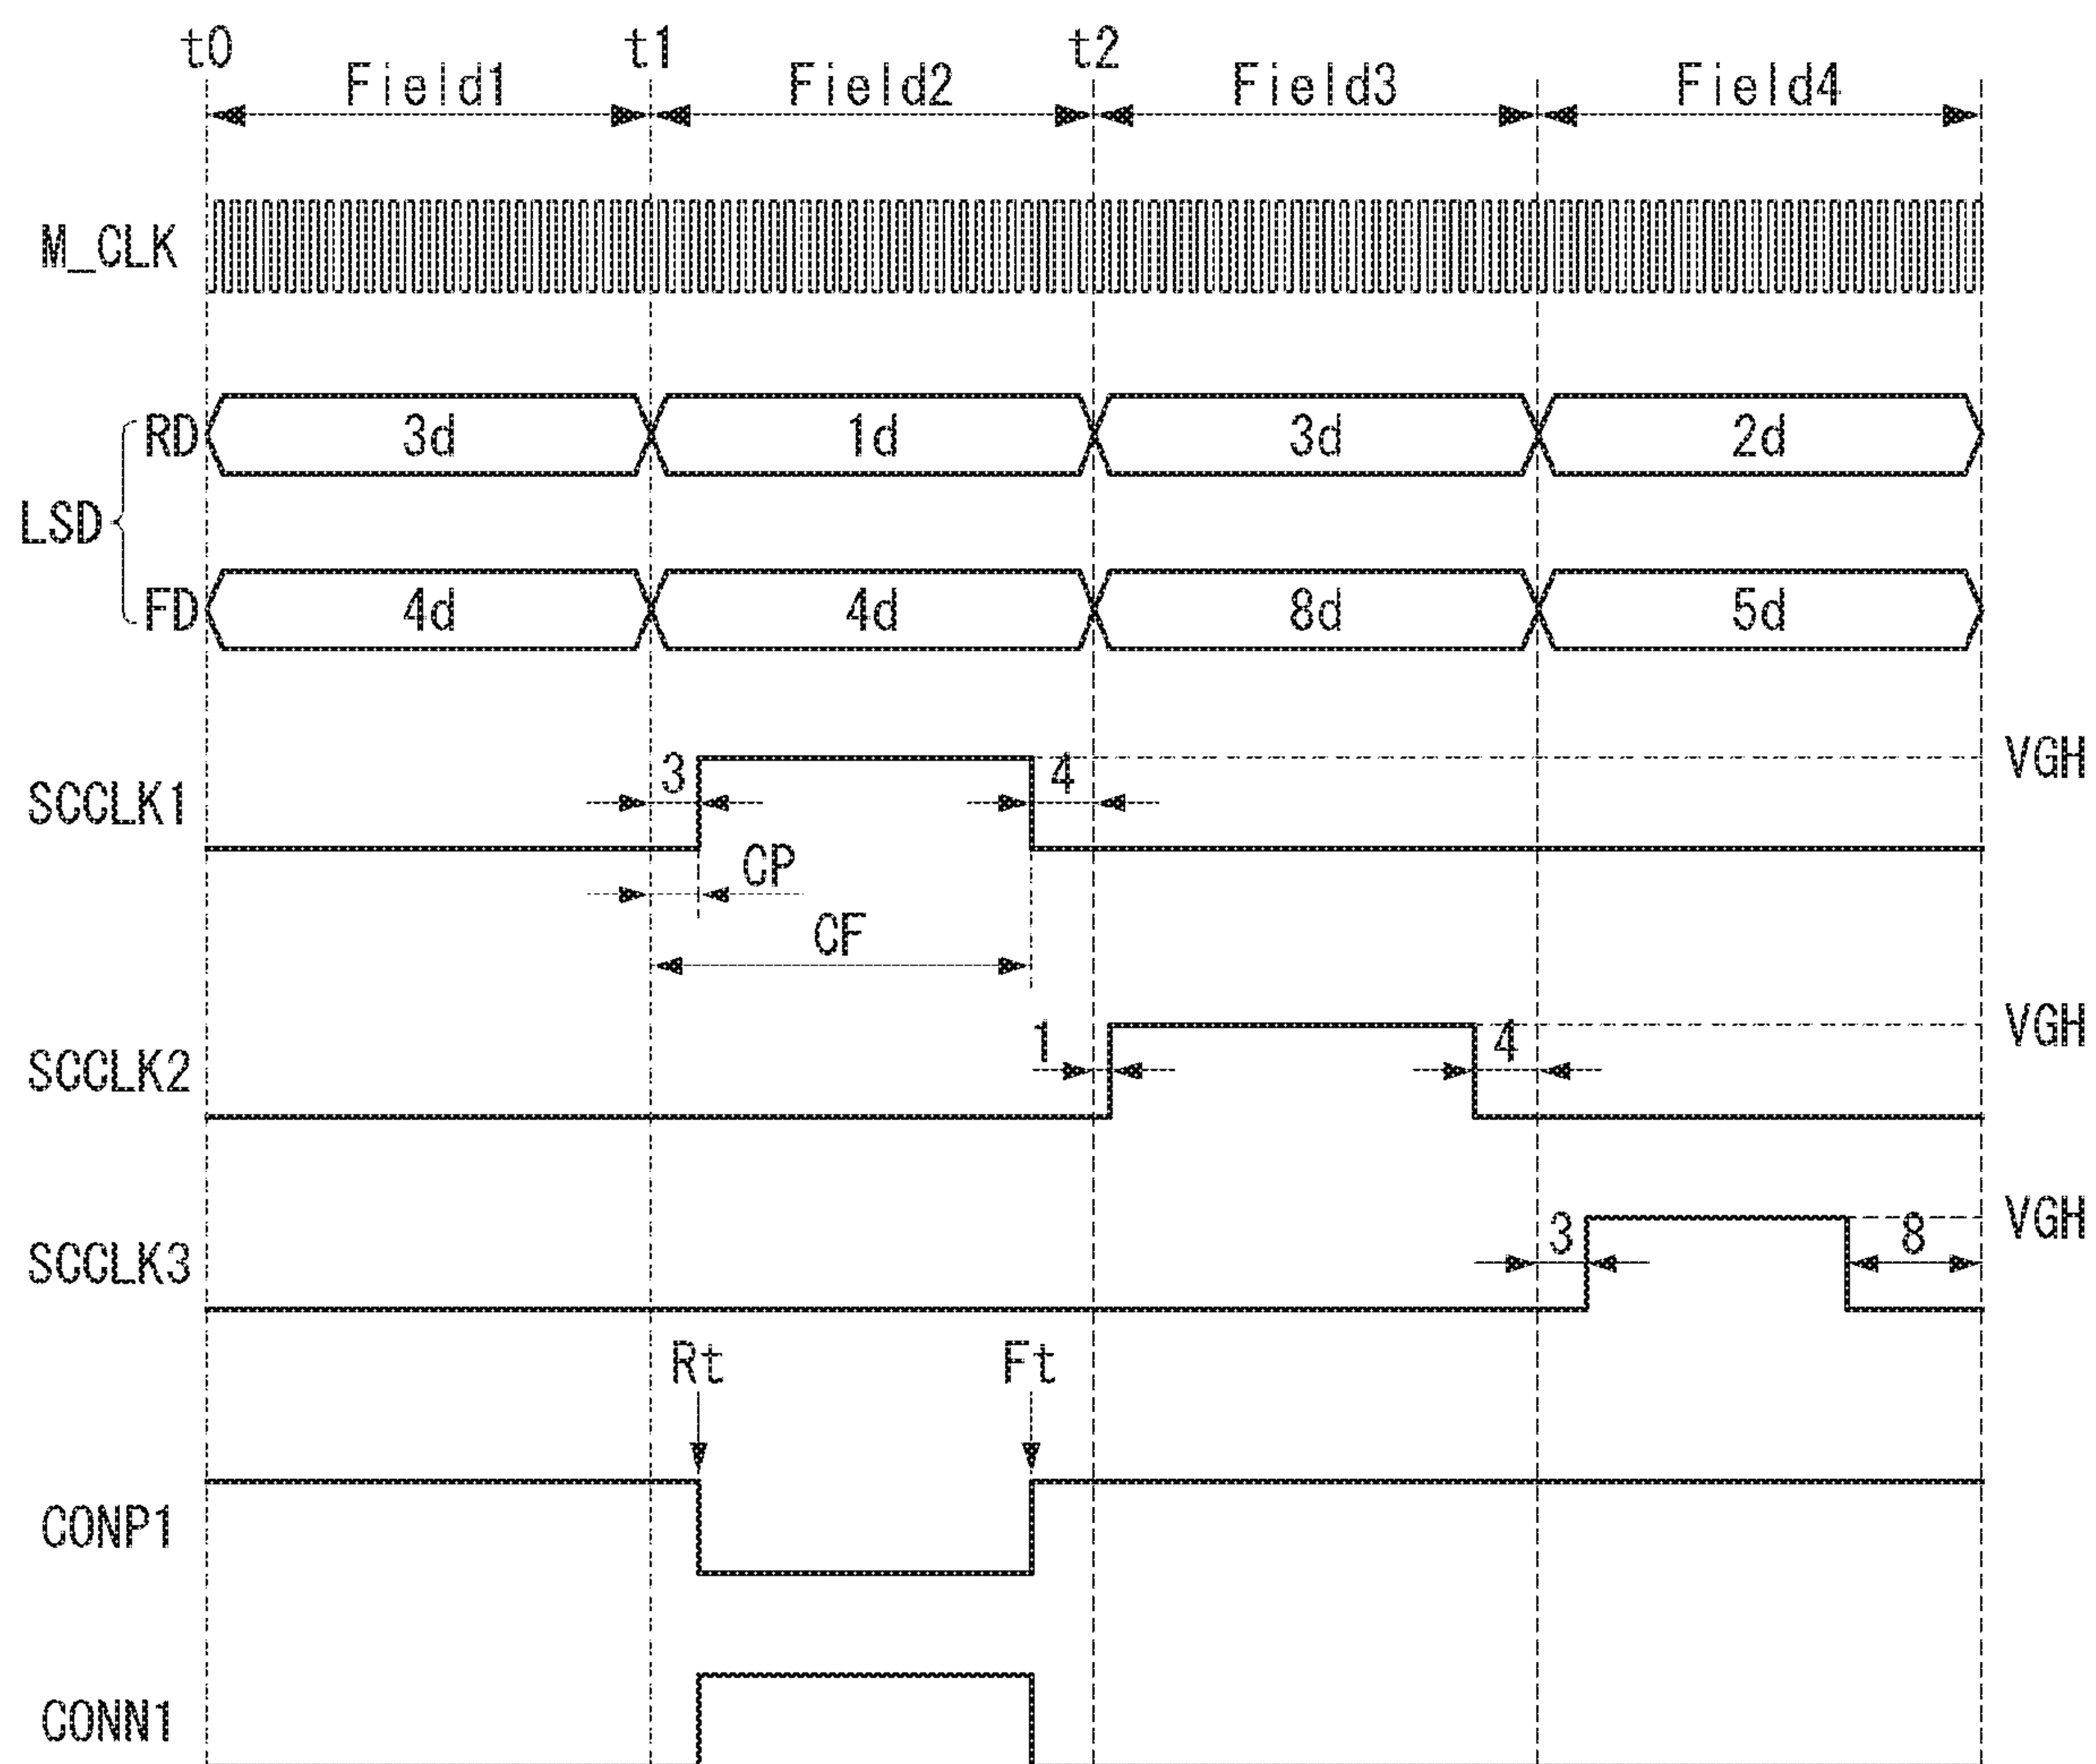 t0 t1 t2
Field1 Field2 Field3 Field4
M_CLK
RD 3d 1d 3d 2d
LSD
FD 4d 4d 8d 5d
VGH
3 4
SCCLK1
CP
CF
VGH
1 4
SCCLK2
VGH
3 8
SCCLK3
Rt Ft
CONP1
CONN1